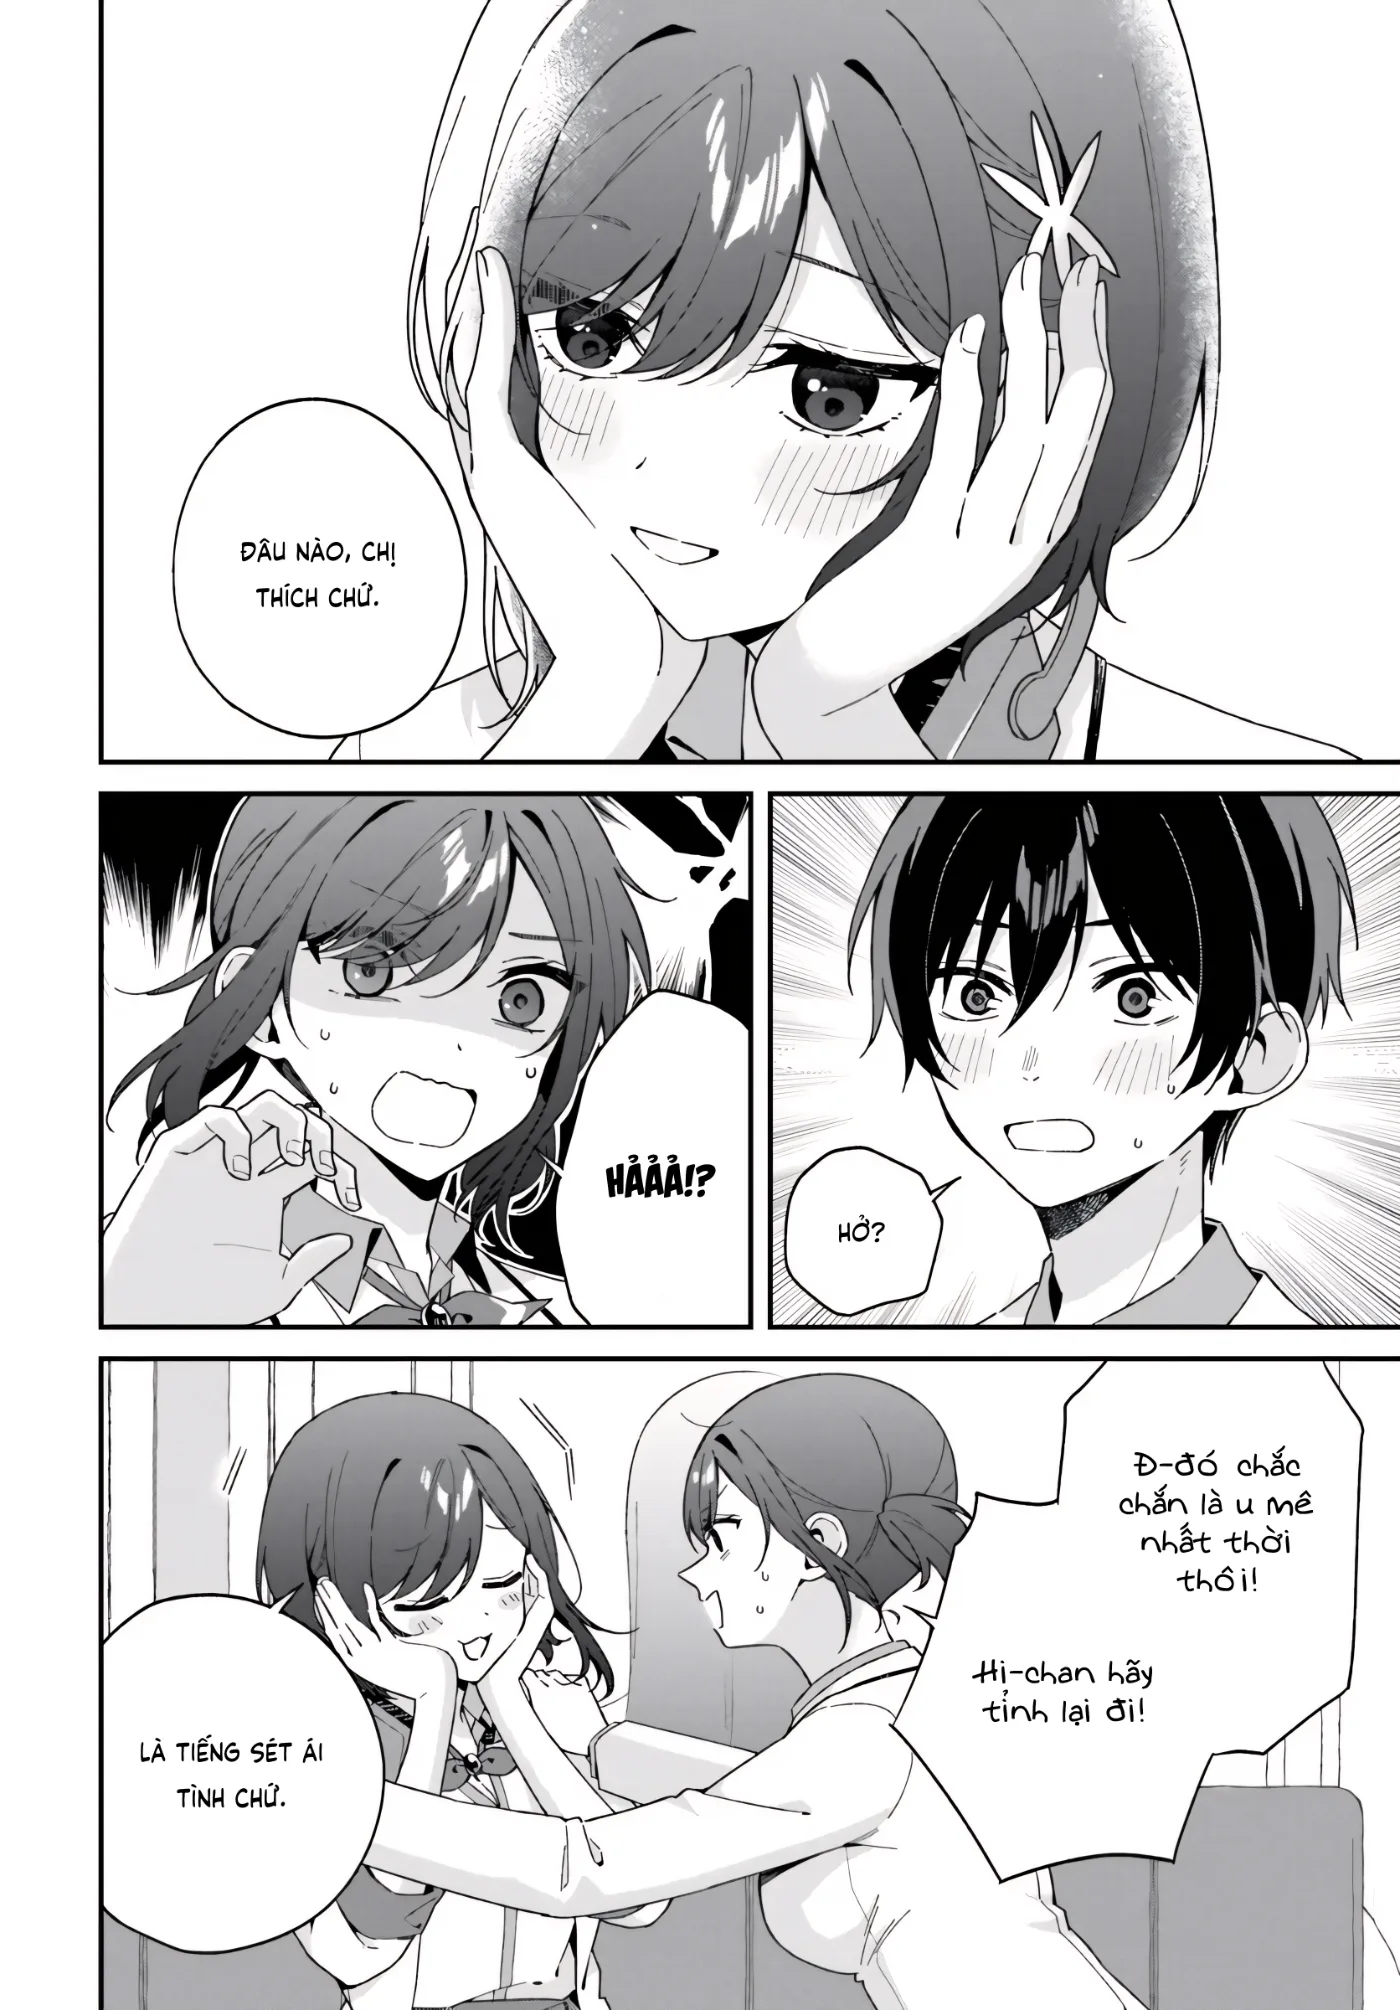 ĐÂU NÀO, CHỊ
THÍCH CHỨ.
HỞ?
HẢẢẢ!?
Đ-đó chắc
chắn là u mê
nhất thời
thôi!
Hi-chan hãy
tỉnh lại đi!
LÀ TIẾNG SÉT ÁI
TÌNH CHỨ.